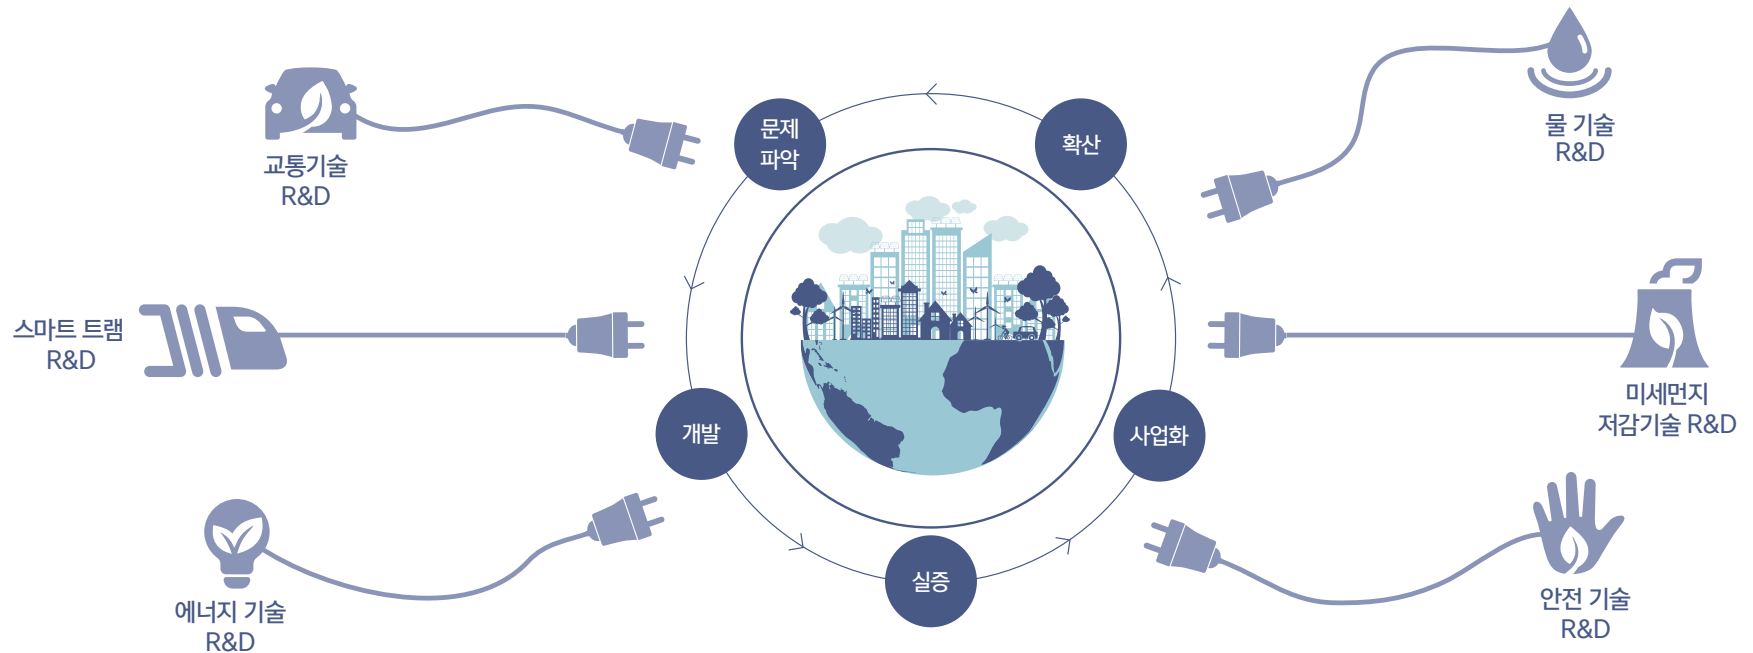 교통기술
R&D
스마트 트램
R&D
에너지 기술
R&D
문제
파악
확산
개발
사업화
실증
물 기술
R&D
미세먼지
저감기술 R&D
안전 기술
R&D